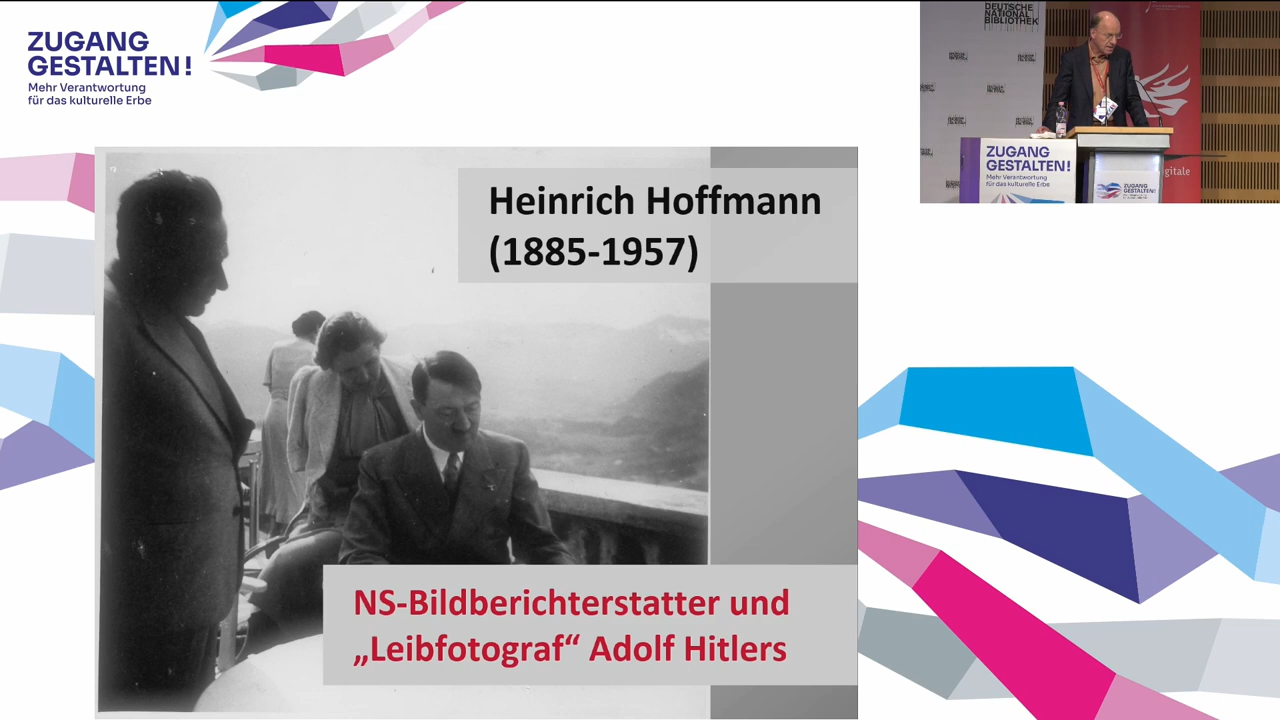 ZUGANG
GESTALTEN!
Mehr Verantwortung
für das kulturelle Erbe
DEUTSCHE
NATIONAL
BIBLIOTHEK
ZUGANG
GESTALTEN!
Mehr Verantwortung
für das kulturelle Erbe
ZUGANG
GESTALTEN!
Heinrich Hoffmann
(1885-1957)
NS-Bildberichterstatter und
„Leibfotograf“ Adolf Hitlers